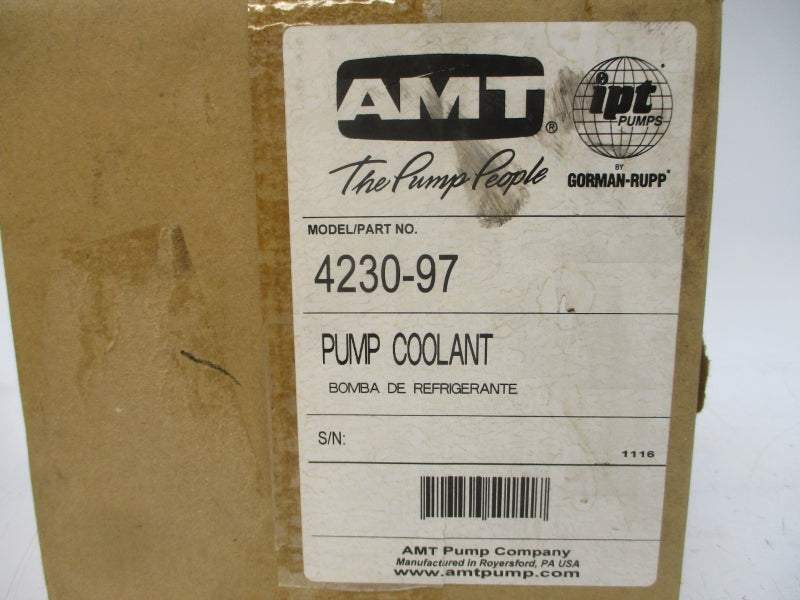 AMT®
The Pump People
ipt®
PUMPS
BY
GORMAN-RUPP®
MODEL/PART NO.
4230-97
PUMP COOLANT
BOMBA DE REFRIGERANTE
S/N:
1116
AMT Pump Company
Manufactured in Royersford, PA USA
www.amtpump.com